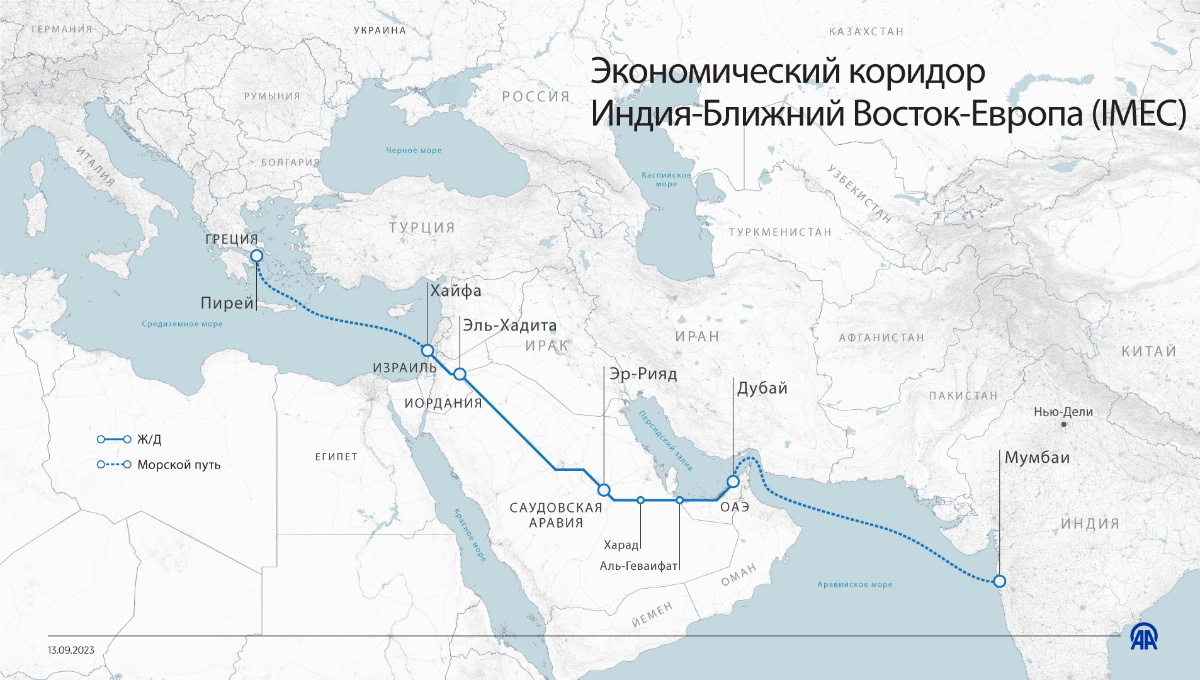 ГЕРМАНИЯ
УКРАИНА
КАЗАХСТАН
Экономический коридор
Индия-Ближний Восток-Европа (IMEC)
РОССИЯ
РУМЫНИЯ
Черное море
БОЛГАРИЯ
ИТАЛИЯ
Каспийское
море
УЗБЕКИСТАН
ТУРЦИЯ
ТУРКМЕНИСТАН
ГРЕЦИЯ
Пирей
Хайфа
Средиземное море
Эль-Хадита
ИРАК
ИРАН
АФГАНИСТАН
КИТАЙ
ИЗРАИЛЬ
Эр-Рияд
Дубай
ПАКИСТАН
ИОРДАНИЯ
Нью-Дели
Персидский залив
Ж/Д
Морской путь
ЕГИПЕТ
Мумбаи
САУДОВСКАЯ
АРАВИЯ
ОАЭ
ИНДИЯ
Красное море
Харад
Аль-Геваифат
ОМАН
Аравийское море
ЙЕМЕН
13.09.2023
AA